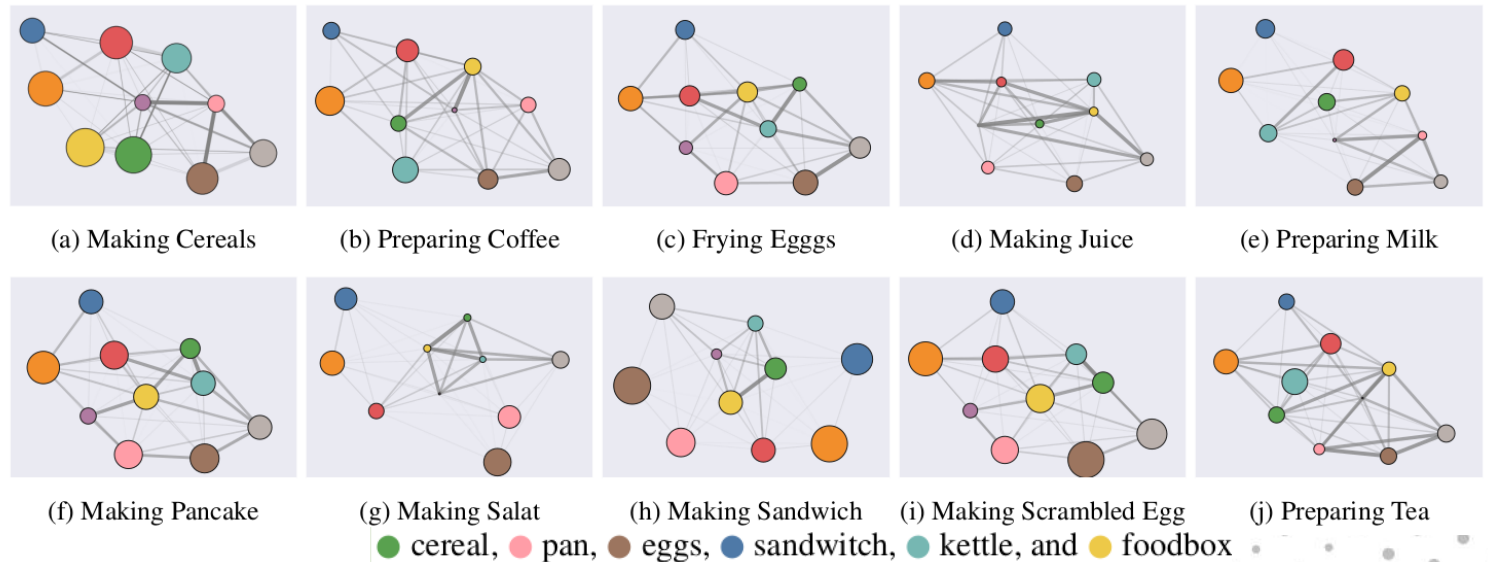 (a) Making Cereals (b) Preparing Coffee (c) Frying Egggs (d) Making Juice (e) Preparing Milk
(f) Making Pancake (g) Making Salat (h) Making Sandwich (i) Making Scrambled Egg (j) Preparing Tea
cereal, pan, eggs, sandwitch, kettle, and foodbox